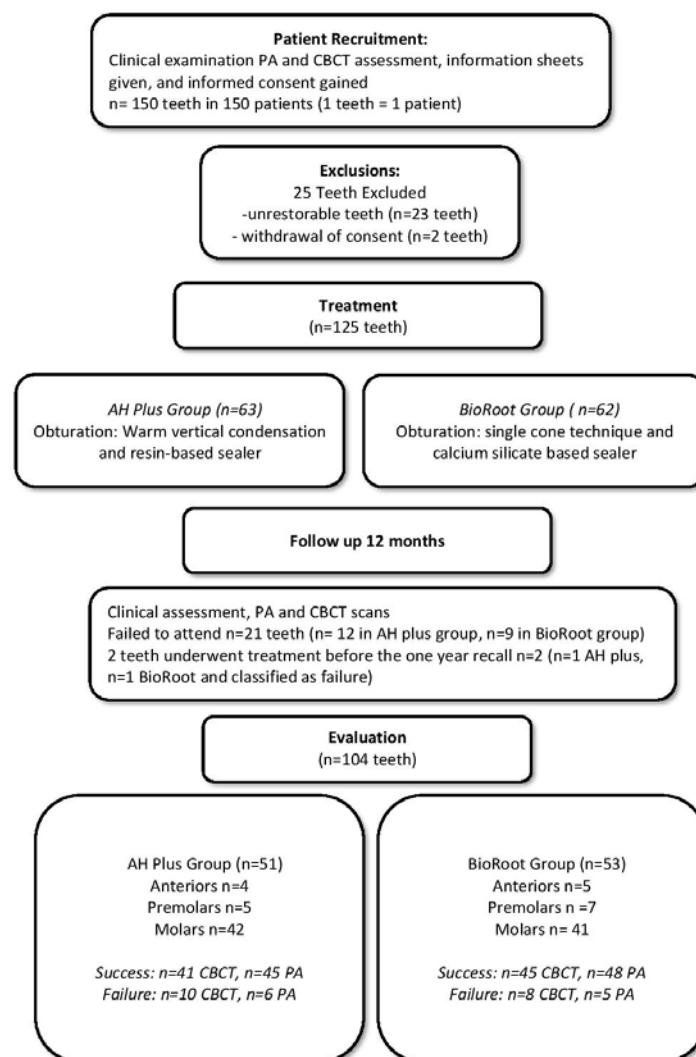 Patient Recruitment:
Clinical examination PA and CBCT assessment, information sheets
given, and informed consent gained
n= 150 teeth in 150 patients (1 teeth = 1 patient)
Exclusions:
25 Teeth Excluded
-unrestorable teeth (n=23 teeth)
- withdrawal of consent (n=2 teeth)
Treatment
(n=125 teeth)
AH Plus Group (n=63)
Obturation: Warm vertical condensation
and resin-based sealer
BioRoot Group ( n=62)
Obturation: single cone technique and
calcium silicate based sealer
Follow up 12 months
Clinical assessment, PA and CBCT scans
Failed to attend n=21 teeth (n= 12 in AH plus group, n=9 in BioRoot group)
2 teeth underwent treatment before the one year recall n=2 (n=1 AH plus,
n=1 BioRoot and classified as failure)
Evaluation
(n=104 teeth)
AH Plus Group (n=51)
Anteriors n=4
Premolars n=5
Molars n=42
Success: n=41 CBCT, n=45 PA
Failure: n=10 CBCT, n=6 PA
BioRoot Group (n=53)
Anteriors n=5
Premolars n =7
Molars n= 41
Success: n=45 CBCT, n=48 PA
Failure: n=8 CBCT, n=5 PA